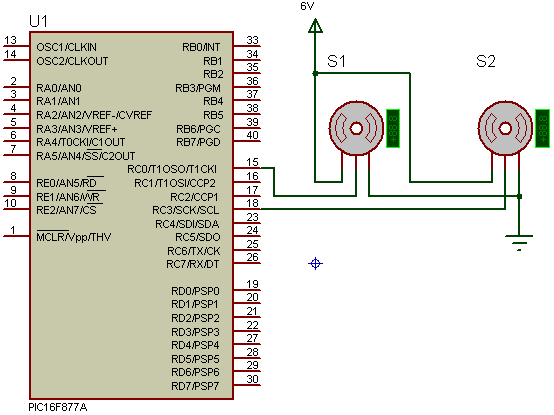 U1
6V
S1
S2
13 OSC1/CLKIN RB0/INT 33
14 OSC2/CLKOUT RB1 34
RB2 35
2 RA0/AN0 RB3/PGM 36
3 RA1/AN1 RB4 37
4 RA2/AN2/VREF-/CVREF RB5 38
5 RA3/AN3/VREF+ RB6/PGC 39
6 RA4/T0CKI/C1OUT RB7/PGD 40
7 RA5/AN4/SS/C2OUT
RC0/T1OSO/T1CKI 15
8 RE0/AN5/RD RC1/T1OSI/CCP2 16
9 RE1/AN6/WR RC2/CCP1 17
10 RE2/AN7/CS RC3/SCK/SCL 18
RC4/SDI/SDA 23
1 MCLR/Vpp/THV RC5/SDO 24
RC6/TX/CK 25
RC7/RX/DT 26
RD0/PSP0 19
RD1/PSP1 20
RD2/PSP2 21
RD3/PSP3 22
RD4/PSP4 27
RD5/PSP5 28
RD6/PSP6 29
RD7/PSP7 30
PIC16F877A